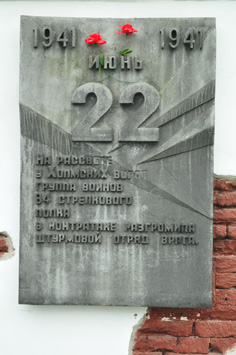 1941 1941
ИЮНЬ
22
НА РАССВЕТЕ
У ХОЛМСКИХ ВОРОТ
ГРУППА ВОИНОВ
84 СТРЕЛКОВОГО
ПОЛКА
В КОНТРАТАКЕ РАЗГРОМИЛА
ШТУРМОВОЙ ОТРЯД ВРАГА.